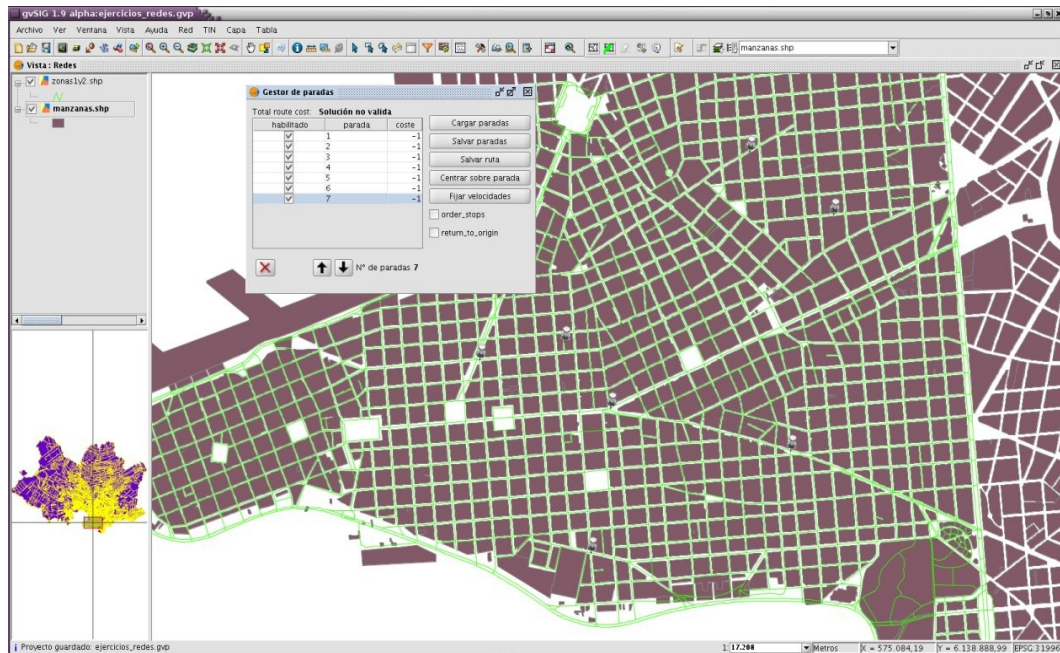 gvSIG 1.9 alpha:ejercicios_redes.gvp
Archivo Ver Ventana Vista Ayuda Red TIN Capa Tabla
manzanas.shp
Vista : Redes
zonas1y2.shp
manzanas.shp
Gestor de paradas
Total route cost: Solución no valida
habilitado parada coste
1 -1
2 -1
3 -1
4 -1
5 -1
6 -1
7 -1
Cargar paradas
Salvar paradas
Salvar ruta
Centrar sobre parada
Fijar velocidades
order_stops
return_to_origin
Nº de paradas 7
Proyecto guardado: ejercicios_redes.gvp
1: 17.208
Metros
X = 575.084,19
Y = 6.138.888,99
EPSG:31996